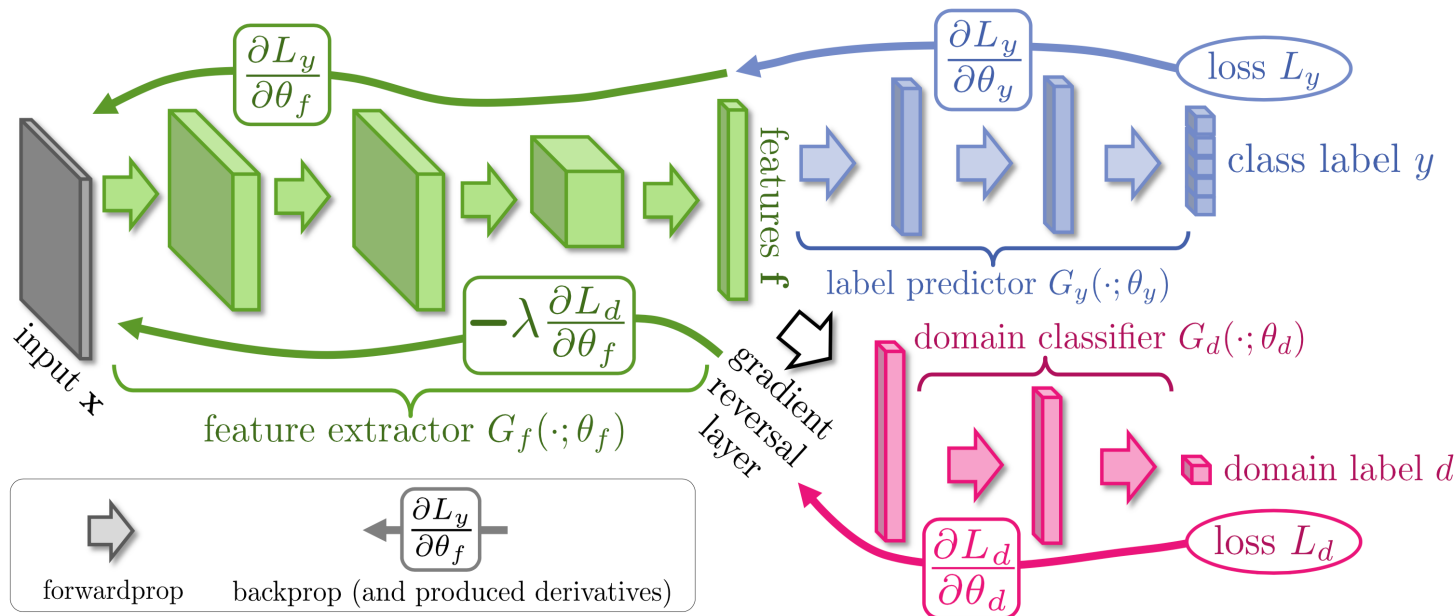 ∂L_y/∂θ_f
∂L_y/∂θ_y
loss L_y
features f
class label y
label predictor G_y(·; θ_y)
−λ ∂L_d/∂θ_f
input x
feature extractor G_f(·; θ_f)
gradient
reversal
layer
domain classifier G_d(·; θ_d)
domain label d
∂L_d/∂θ_d
loss L_d
∂L_y/∂θ_f
forwardprop
backprop (and produced derivatives)